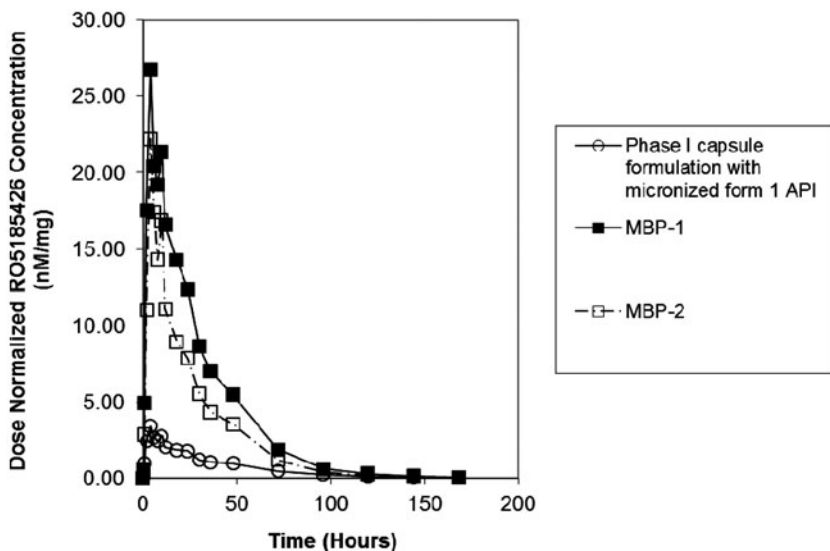 Dose Normalized RO5185426 Concentration
(nM/mg)
30.00
25.00
20.00
15.00
10.00
5.00
0.00
0
50
100
150
200
Time (Hours)
Phase I capsule
formulation with
micronized form 1 API
MBP-1
MBP-2